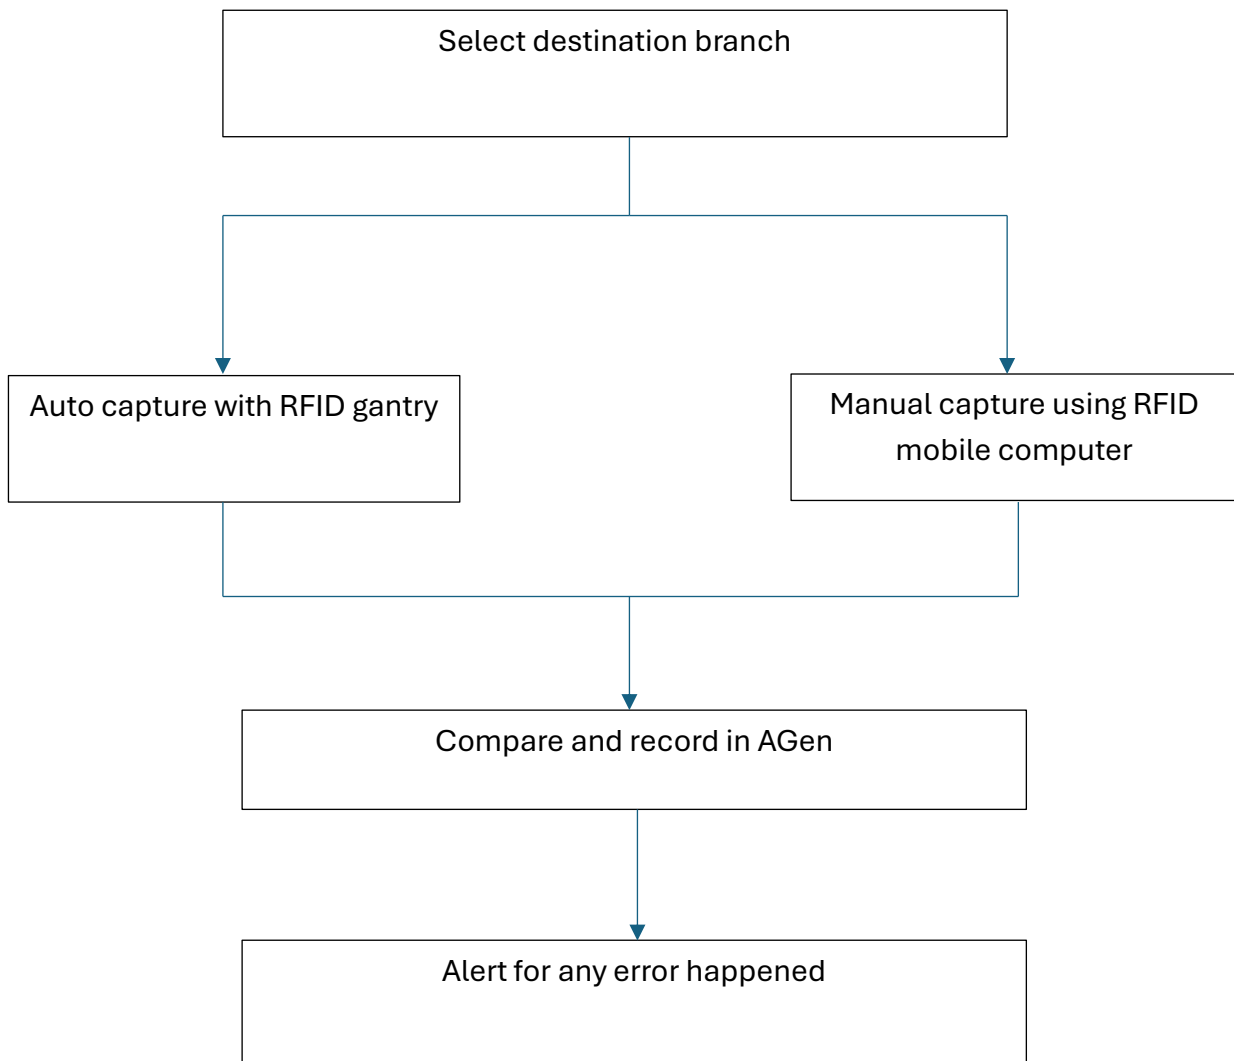 Select destination branch
Auto capture with RFID gantry
Manual capture using RFID
mobile computer
Compare and record in AGen
Alert for any error happened